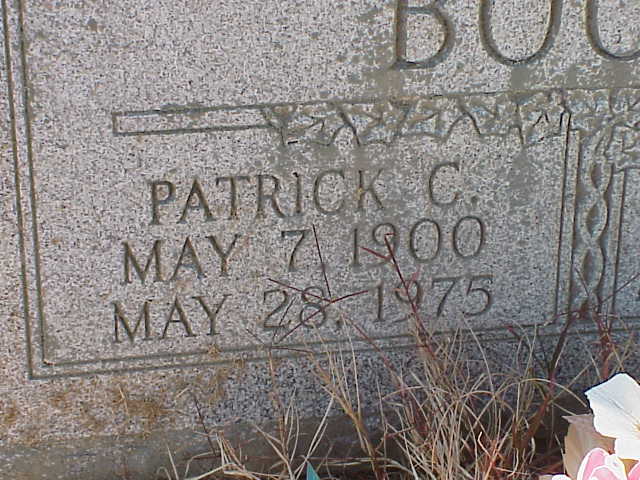 PATRICK C.
MAY 7, 1900
MAY 28, 1975